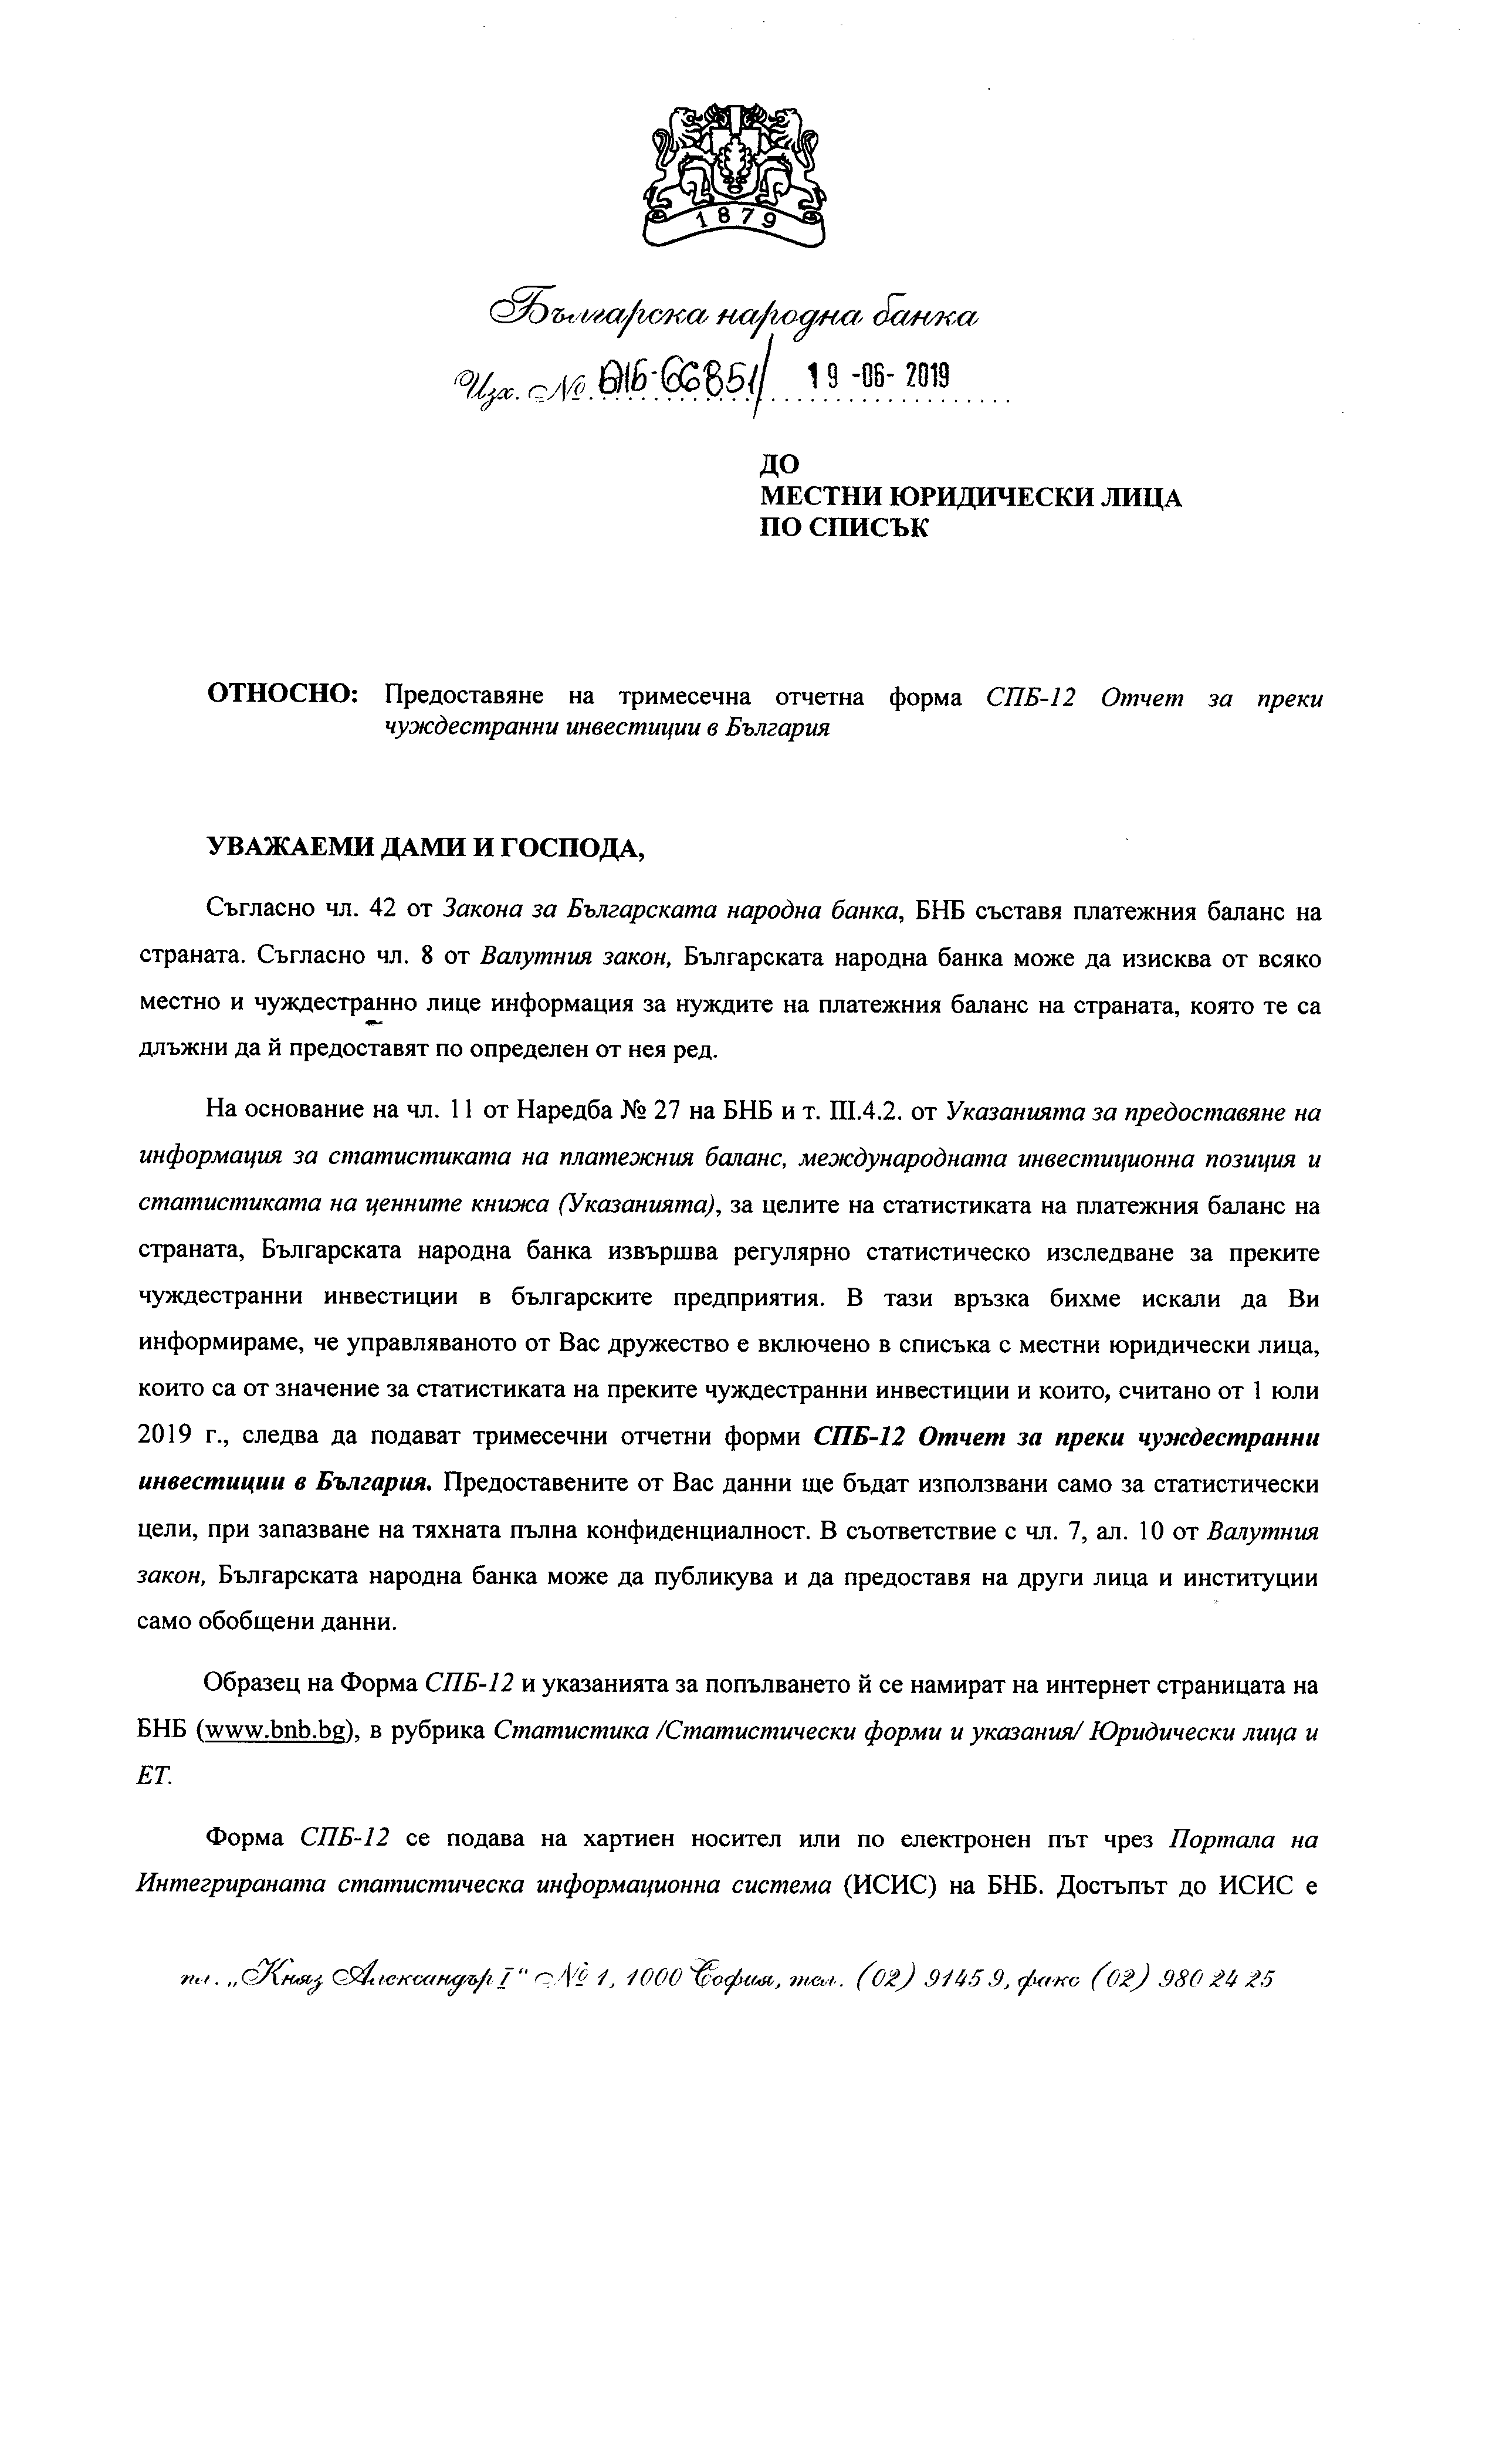 1879
Българска народна банка
Изх. № 19 -06- 2019
ДО
МЕСТНИ ЮРИДИЧЕСКИ ЛИЦА
ПО СПИСЪК
ОТНОСНО: Предоставяне на тримесечна отчетна форма СПБ-12 Отчет за преки
чуждестранни инвестиции в България
УВАЖАЕМИ ДАМИ И ГОСПОДА,
Съгласно чл. 42 от Закона за Българската народна банка, БНБ съставя платежния баланс на
страната. Съгласно чл. 8 от Валутния закон, Българската народна банка може да изисква от всяко
местно и чуждестранно лице информация за нуждите на платежния баланс на страната, която те са
длъжни да й предоставят по определен от нея ред.
На основание на чл. 11 от Наредба № 27 на БНБ и т. III.4.2. от Указанията за предоставяне на
информация за статистиката на платежния баланс, международната инвестиционна позиция и
статистиката на ценните книжа (Указанията), за целите на статистиката на платежния баланс на
страната, Българската народна банка извършва регулярно статистическо изследване за преките
чуждестранни инвестиции в българските предприятия. В тази връзка бихме искали да Ви
информираме, че управляваното от Вас дружество е включено в списъка с местни юридически лица,
които са от значение за статистиката на преките чуждестранни инвестиции и които, считано от 1 юли
2019 г., следва да подават тримесечни отчетни форми СПБ-12 Отчет за преки чуждестранни
инвестиции в България. Предоставените от Вас данни ще бъдат използвани само за статистически
цели, при запазване на тяхната пълна конфиденциалност. В съответствие с чл. 7, ал. 10 от Валутния
закон, Българската народна банка може да публикува и да предоставя на други лица и институции
само обобщени данни.
Образец на Форма СПБ-12 и указанията за попълването й се намират на интернет страницата на
БНБ (www.bnb.bg), в рубрика Статистика /Статистически форми и указания/ Юридически лица и
ЕТ.
Форма СПБ-12 се подава на хартиен носител или по електронен път чрез Портала на
Интегрираната статистическа информационна система (ИСИС) на БНБ. Достъпът до ИСИС е
пл. „Княз Александър I“ № 1, 1000 София, тел. (02) 9145 9, факс (02) 980 24 25